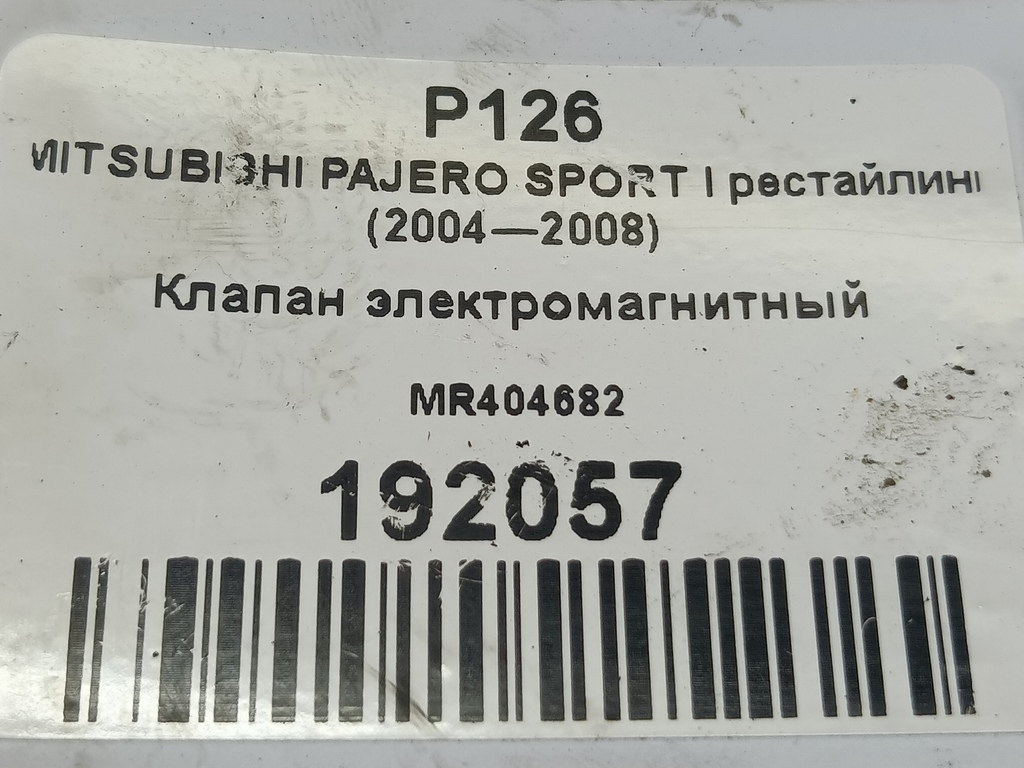 P126
MITSUBISHI PAJERO SPORT I рестайлинг
(2004—2008)
Клапан электромагнитный
MR404682
192057